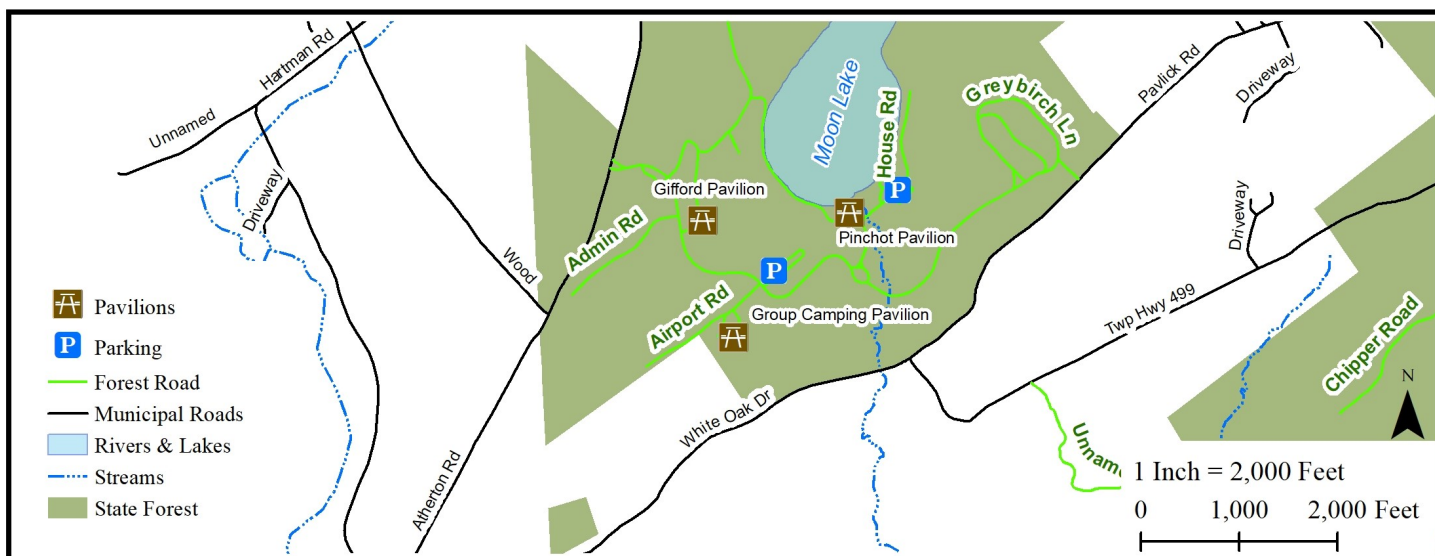 Hartman Rd
Unnamed
Driveway
Wood
Moon Lake
House Rd
Greybirch Ln
Pavlick Rd
Driveway
Driveway
Gifford Pavilion
P
Admin Rd
Pinchot Pavilion
P
Airport Rd
Group Camping Pavilion
Twp Hwy 499
Chipper Road
White Oak Dr
Atherton Rd
Unnam
N
Pavilions
P Parking
Forest Road
Municipal Roads
Rivers & Lakes
Streams
State Forest
1 Inch = 2,000 Feet
0 1,000 2,000 Feet